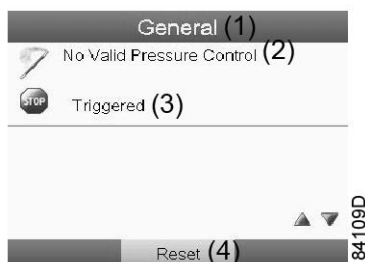 General (1)
No Valid Pressure Control (2)
STOP
Triggered (3)
Reset (4)
84109D